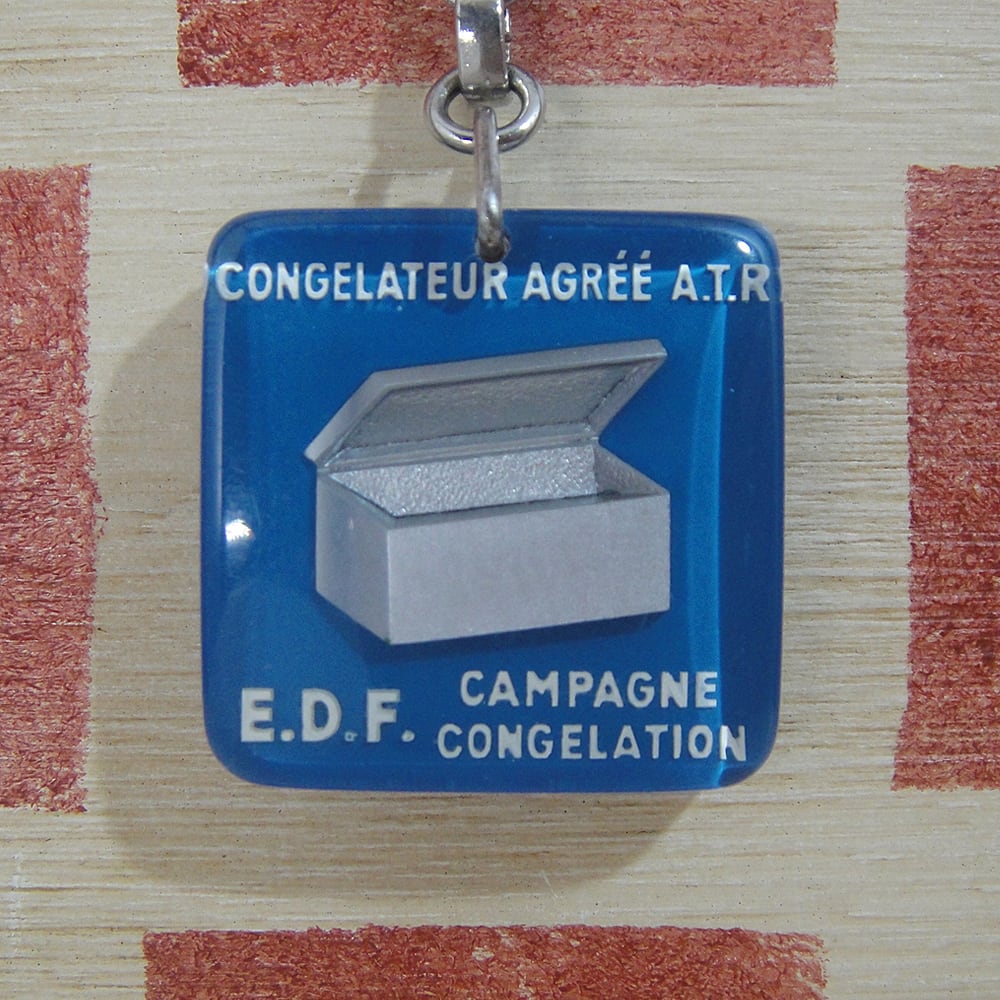 CONGELATEUR AGRÉÉ A.T.R
E.D.F. CAMPAGNE
CONGELATION